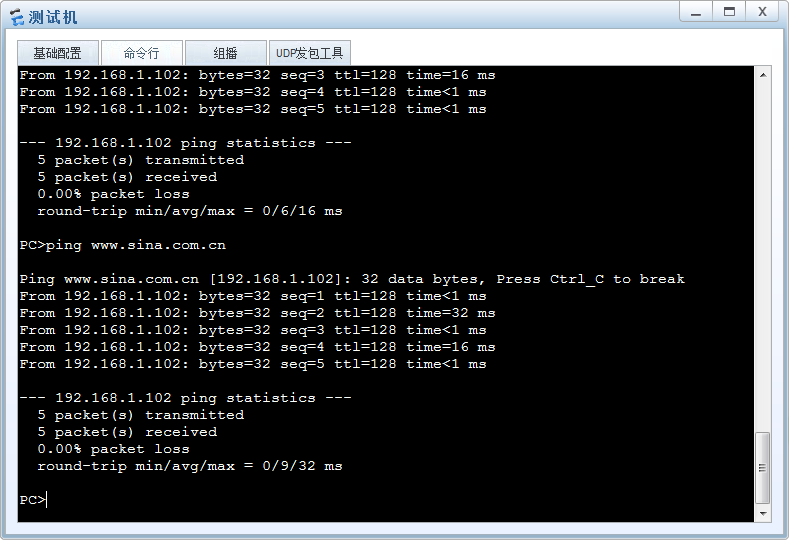 测试机
基础配置 命令行 组播 UDP发包工具
From 192.168.1.102: bytes=32 seq=3 ttl=128 time=16 ms
From 192.168.1.102: bytes=32 seq=4 ttl=128 time<1 ms
From 192.168.1.102: bytes=32 seq=5 ttl=128 time<1 ms
--- 192.168.1.102 ping statistics ---
5 packet(s) transmitted
5 packet(s) received
0.00% packet loss
round-trip min/avg/max = 0/6/16 ms
PC>ping www.sina.com.cn
Ping www.sina.com.cn [192.168.1.102]: 32 data bytes, Press Ctrl_C to break
From 192.168.1.102: bytes=32 seq=1 ttl=128 time<1 ms
From 192.168.1.102: bytes=32 seq=2 ttl=128 time=32 ms
From 192.168.1.102: bytes=32 seq=3 ttl=128 time<1 ms
From 192.168.1.102: bytes=32 seq=4 ttl=128 time=16 ms
From 192.168.1.102: bytes=32 seq=5 ttl=128 time<1 ms
--- 192.168.1.102 ping statistics ---
5 packet(s) transmitted
5 packet(s) received
0.00% packet loss
round-trip min/avg/max = 0/9/32 ms
PC>